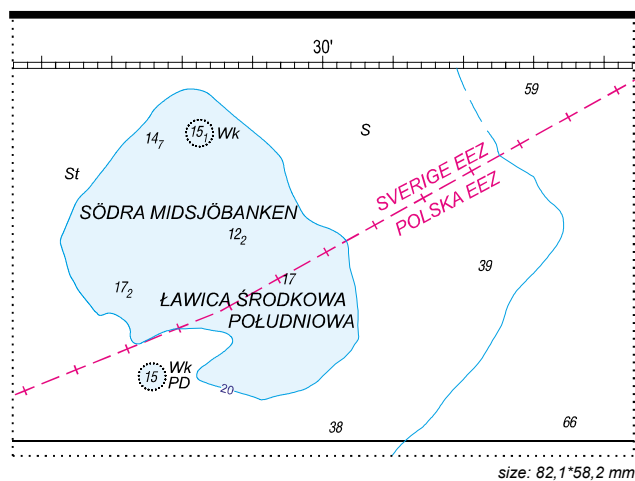 30'
59
14₇
15₁ Wk
S
St
SVERIGE EEZ
POLSKA EEZ
SÖDRA MIDSJÖBANKEN
12₂
39
17
17₂
ŁAWICA ŚRODKOWA
POŁUDNIOWA
15
Wk
PD
20
38
66
size: 82,1*58,2 mm